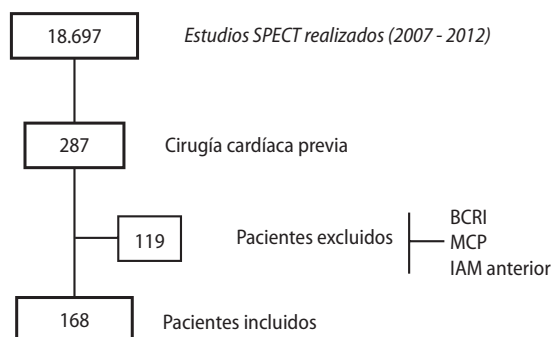 18.697 Estudios SPECT realizados (2007 - 2012)
287 Cirugía cardíaca previa
BCRI
119 Pacientes excluidos MCP
IAM anterior
168 Pacientes incluidos